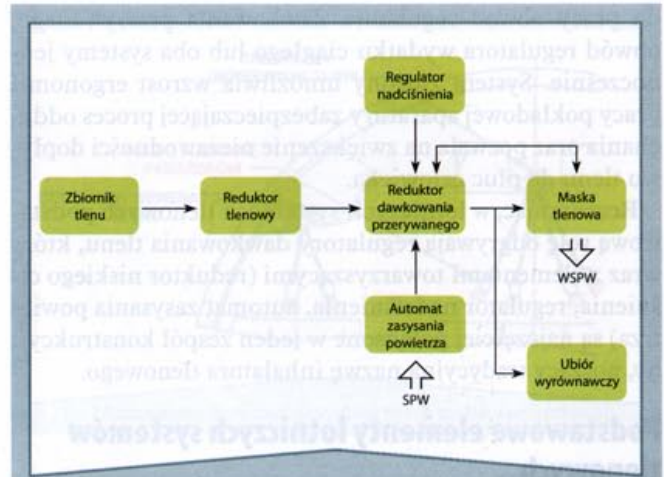 Regulator
nadciśnienia
Zbiornik
tlenu
Reduktor
tlenowy
Reduktor
dawkowania
przerywanego
Maska
tlenowa
WSPW
Automat
zasysania
powietrza
SPW
Ubiór
wyrównawczy